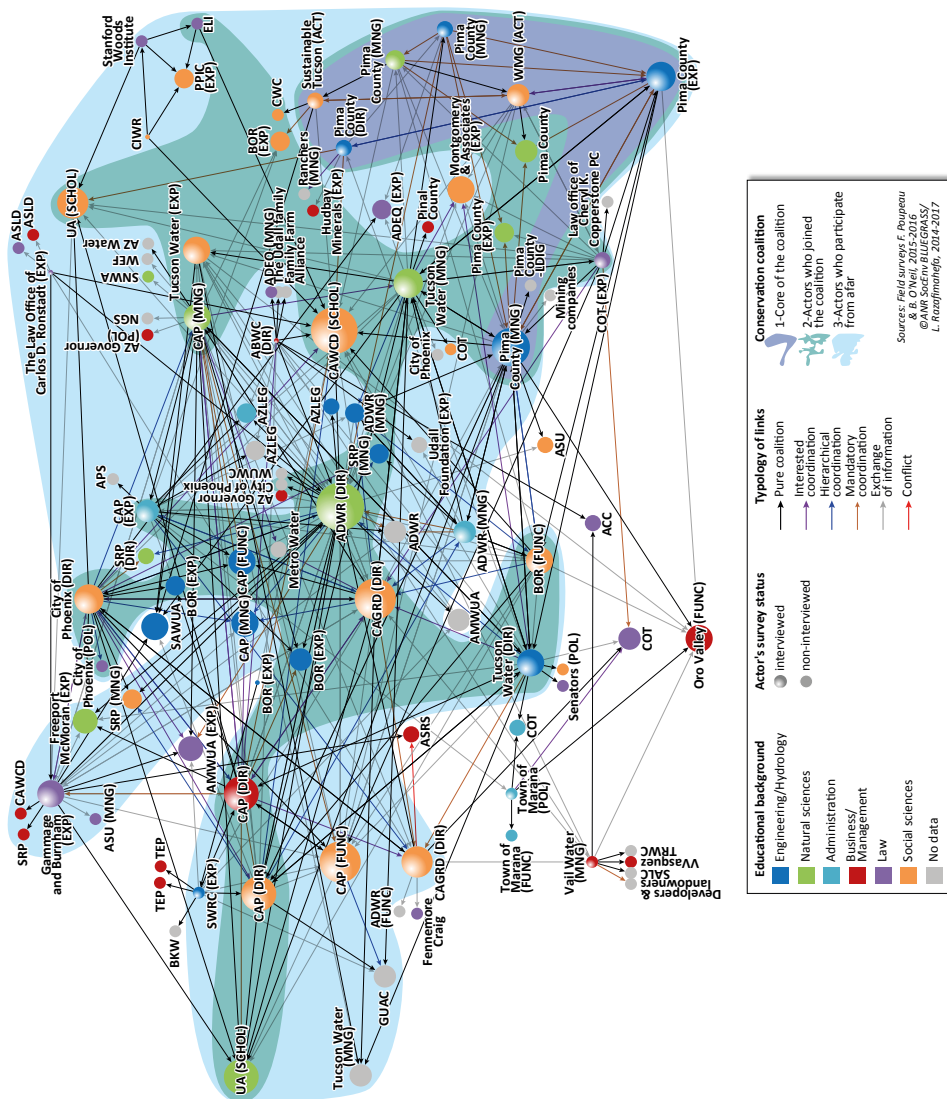 Stanford
Woods
Institute
ELI
PPIC
(EXP)
CIWR
CWC
BOR
(EXP)
Sustainable
Tucson (ACT)
Pima
County (MNG)
Pima
County
(MNG)
WMG (ACT)
Pima County
(EXP)
Pima
County
(DIR)
Ranchers
(MNG)
Hudbay
Minerals (EXP)
ADEQ (EXP)
Pinal
County
Montgomery
& Associates
(EXP)
Pima County
Pima County
(EXP)
Pima
County
-IDIG
Law office of
Cheryl K.
Copperstone PC
Mining
companies
COT (EXP)
ASLD
ASLD
UA (SCHOL)
AZ Water
WEF
SNWA
Tucson Water (EXP)
NGS
AZ Governor
(POL)
CAP (MNG)
The Law Office of
Carlos D. Ronstadt (EXP)
The Udall family
Family Farm
Alliance
ABWC
(DIR)
CAWCD (SCHOL)
Tucson
Water (MNG)
City of
Phoenix
COT
Pima
County (MNG)
AZLEG
AZLEG
AZLEG
ADWR
(MNG)
SRP
(MNG)
Udall
Foundation (EXP)
ASU
APS
CAP
(EXP)
AZ Governor
City of Phoenix
WUWC
ADWR (DIR)
ADWR
ADWR (MNG)
ACC
SRP
(DIR)
Metro Water
City of
Phoenix (DIR)
BOR (EXP)
CAP (FUNC)
SAWUA
CAP (MNG)
CAGRD (DIR)
AMWUA
BOR (FUNC)
City of
Phoenix (POL)
BOR (EXP)
BOR (EXP)
Tucson
Water (DIR)
Senators (POL)
COT
Oro Valley (FUNC)
Freeport
McMoran (EXP)
SRP (MNG)
AMWUA (EXP)
ASRS
COT
CAWCD
SRP
Gammage
and Burnham
(EXP)
ASU (MNG)
CAP (DIR)
Town of
Marana
(POL)
Town of
Marana
(FUNC)
TEP
TEP
SWRC (EXP)
BKW
CAP (DIR)
CAP (FUNC)
CAGRD (DIR)
ADWR
(FUNC)
Fennemore
Craig
Vail Water
(MNG)
TRWC
Vasquez
SALC
Developers &
landowners
GUAC
UA (SCHOL)
Tucson Water
(MNG)
Educational background
Engineering/Hydrology
Natural sciences
Administration
Business/
Management
Law
Social sciences
No data
Actor's survey status
interviewed
non-interviewed
Typology of links
Pure coalition
Interested
coordination
Hierarchical
coordination
Mandatory
coordination
Exchange
of information
Conflict
Conservation coalition
1-Core of the coalition
2-Actors who joined
the coalition
3-Actors who participate
from afar
Sources: Field surveys F. Poupeau
& B. O'Neil, 2015-2016
©ANR SoEnv BLUEGRASS/
L. Razafimahefa, 2014-2017